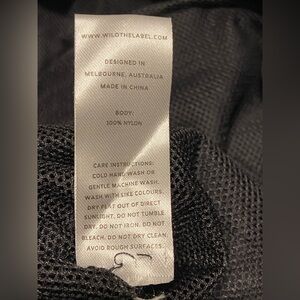 WWW.WILDTHELABEL.COM
DESIGNED IN
MELBOURNE, AUSTRALIA
MADE IN CHINA
BODY:
100% NYLON
CARE INSTRUCTIONS:
COLD HAND WASH OR
GENTLE MACHINE WASH.
WASH WITH LIKE COLOURS.
DRY FLAT OUT OF DIRECT
SUNLIGHT. DO NOT TUMBLE
DRY. DO NOT IRON. DO NOT
BLEACH. DO NOT DRY CLEAN.
AVOID ROUGH SURFACES.